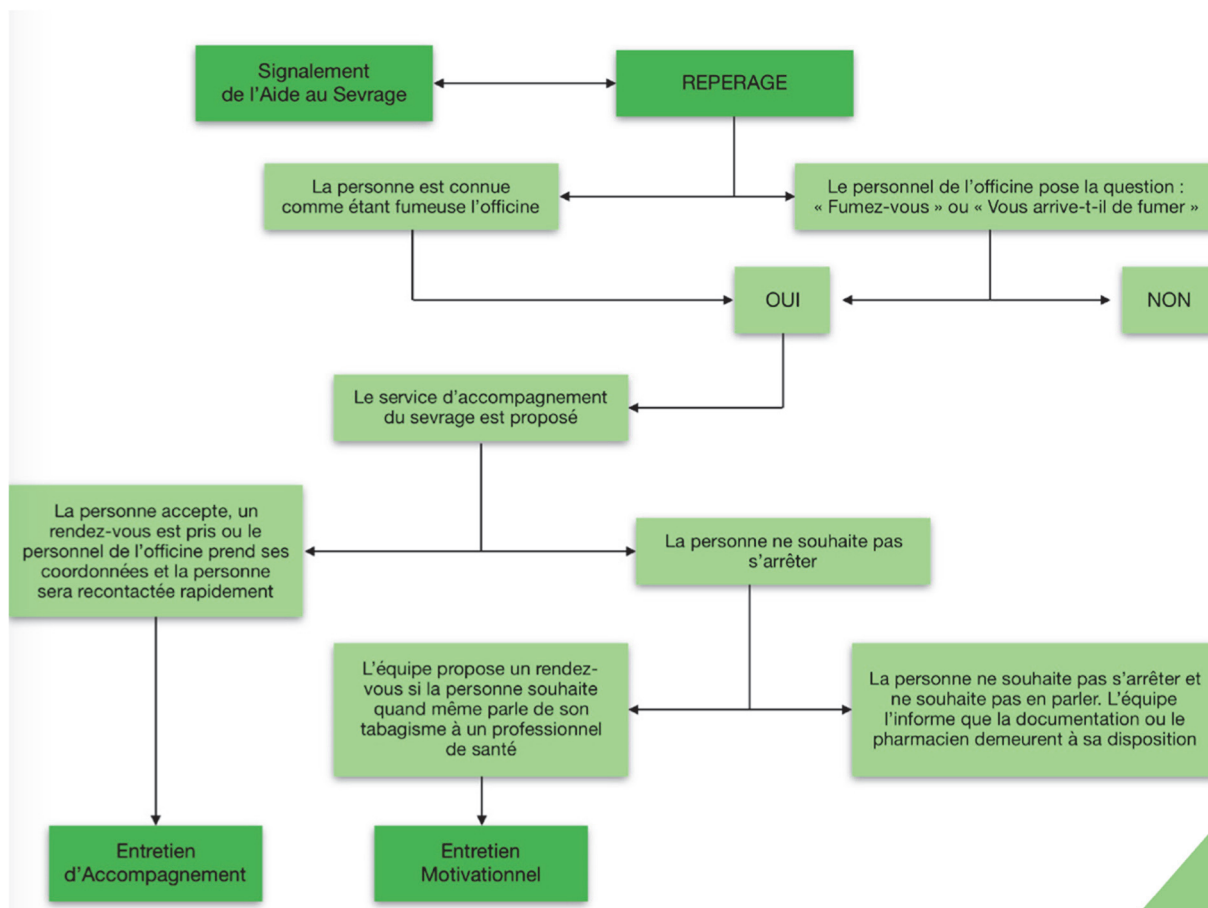 Signalement
de l'Aide au Sevrage
REPERAGE
La personne est connue
comme étant fumeuse l'officine
Le personnel de l'officine pose la question :
« Fumez-vous » ou « Vous arrive-t-il de fumer »
OUI
NON
Le service d'accompagnement
du sevrage est proposé
La personne accepte, un
rendez-vous est pris ou le
personnel de l'officine prend ses
coordonnées et la personne
sera recontactée rapidement
La personne ne souhaite pas
s'arrêter
L'équipe propose un rendez-
vous si la personne souhaite
quand même parle de son
tabagisme à un professionnel
de santé
La personne ne souhaite pas s'arrêter et
ne souhaite pas en parler. L'équipe
l'informe que la documentation ou le
pharmacien demeurent à sa disposition
Entretien
d'Accompagnement
Entretien
Motivationnel